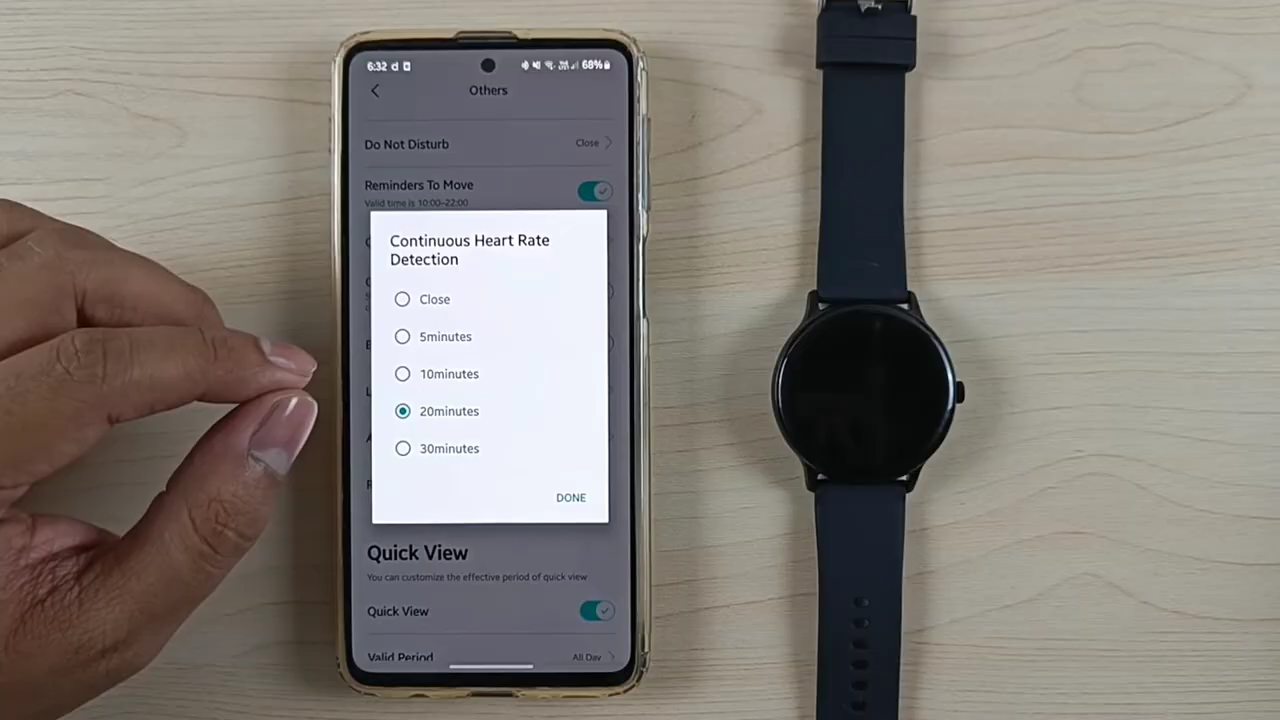 6:32
68%
Others
Do Not Disturb
Close
Reminders To Move
Valid time is 10:00-22:00
Continuous Heart Rate
Detection
Close
5minutes
10minutes
20minutes
30minutes
DONE
Quick View
You can customize the effective period of quick view
Quick View
Valid Period
All Day